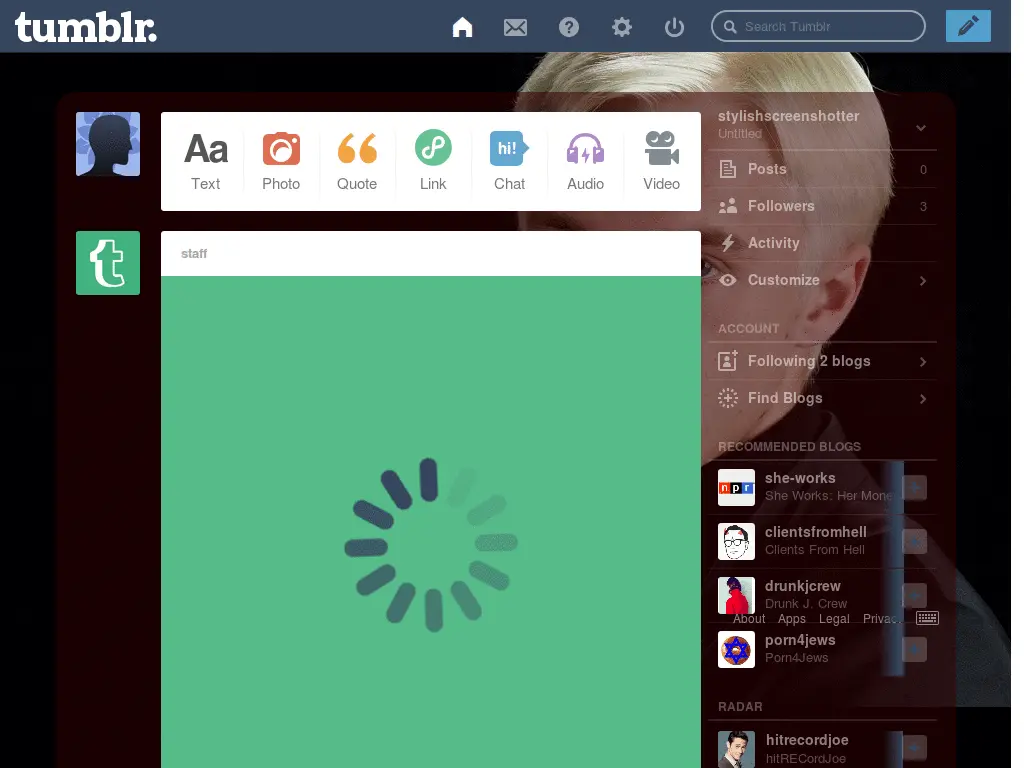 tumblr.
Search Tumblr
Aa
hi!
Text
Photo
Quote
Link
Chat
Audio
Video
t
staff
stylishscreenshotter
Untitled
Posts 0
Followers 3
Activity
Customize
ACCOUNT
Following 2 blogs
Find Blogs
RECOMMENDED BLOGS
npr
she-works
She Works: Her Mone
clientsfromhell
Clients From Hell
drunkjcrew
Drunk J. Crew
About Apps Legal Privac
porn4jews
Porn4Jews
RADAR
hitrecordjoe
hitRECordJoe